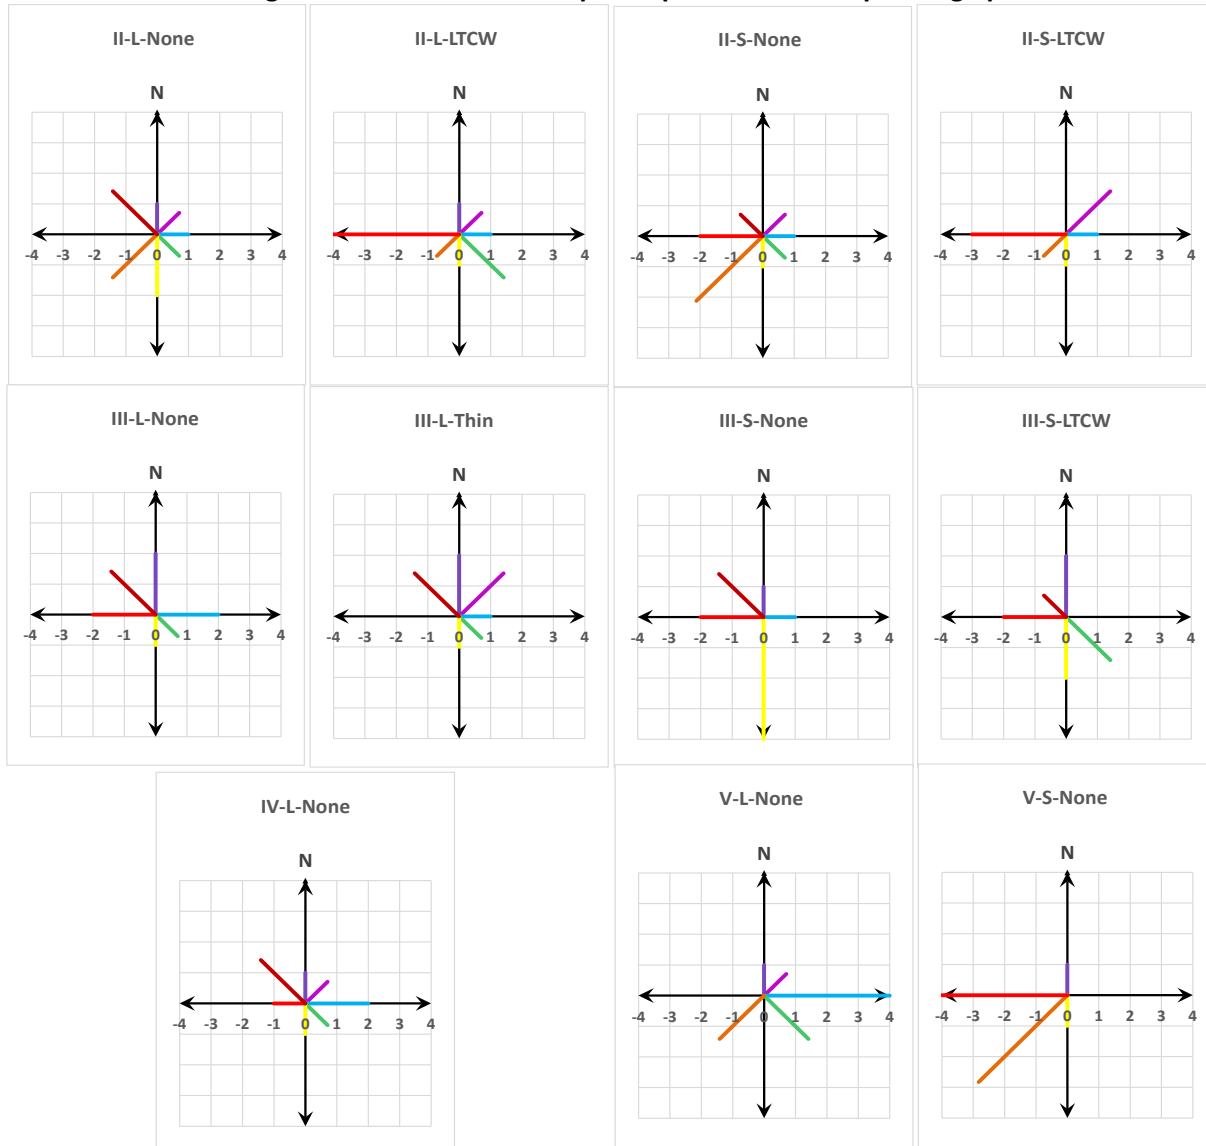 II-L-None
N
-4 -3 -2 -1 0 1 2 3 4
II-L-LTCW
N
-4 -3 -2 -1 0 1 2 3 4
II-S-None
N
-4 -3 -2 -1 0 1 2 3 4
II-S-LTCW
N
-4 -3 -2 -1 0 1 2 3 4
III-L-None
N
-4 -3 -2 -1 0 1 2 3 4
III-L-Thin
N
-4 -3 -2 -1 0 1 2 3 4
III-S-None
N
-4 -3 -2 -1 0 1 2 3 4
III-S-LTCW
N
-4 -3 -2 -1 0 1 2 3 4
IV-L-None
N
-4 -3 -2 -1 0 1 2 3 4
V-L-None
N
-4 -3 -2 -1 0 1 2 3 4
V-S-None
N
-4 -3 -2 -1 0 1 2 3 4